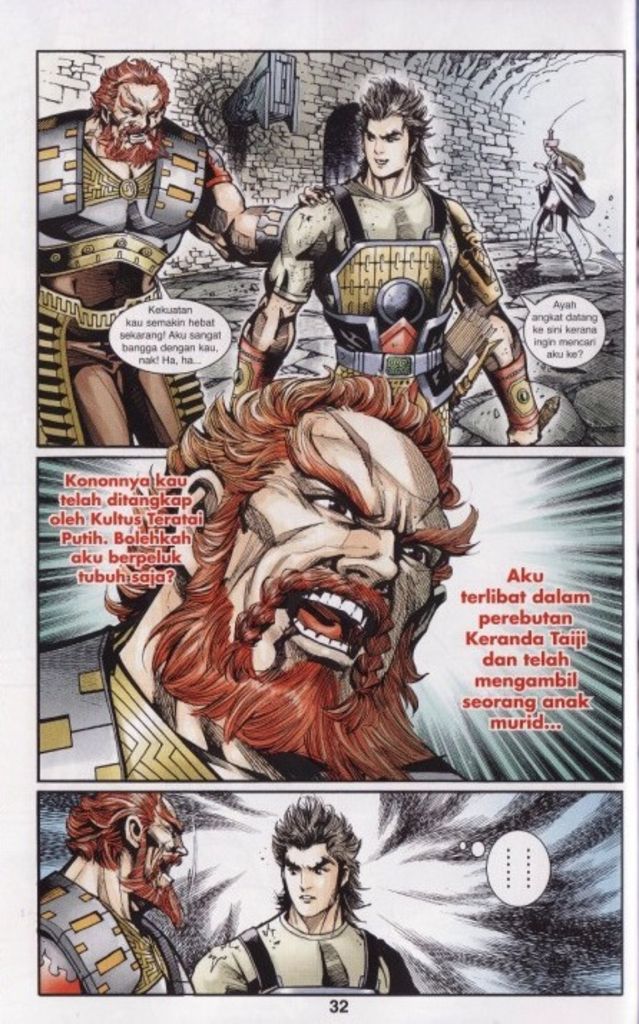 Kekuatan
kau semakin hebat
sekarang! Aku sangat
bangga dengan kau,
nak! Ha, ha...
Ayah
angkat datang
ke sini kerana
ingin mencari
aku ke?
Kononnya kau
telah ditangkap
oleh Kultus Teratai
Putih. Bolehkah
aku berpeluk
tubuh saja?
Aku
terlibat dalam
perebutan
Keranda Taiji
dan telah
mengambil
seorang anak
murid...
......
32